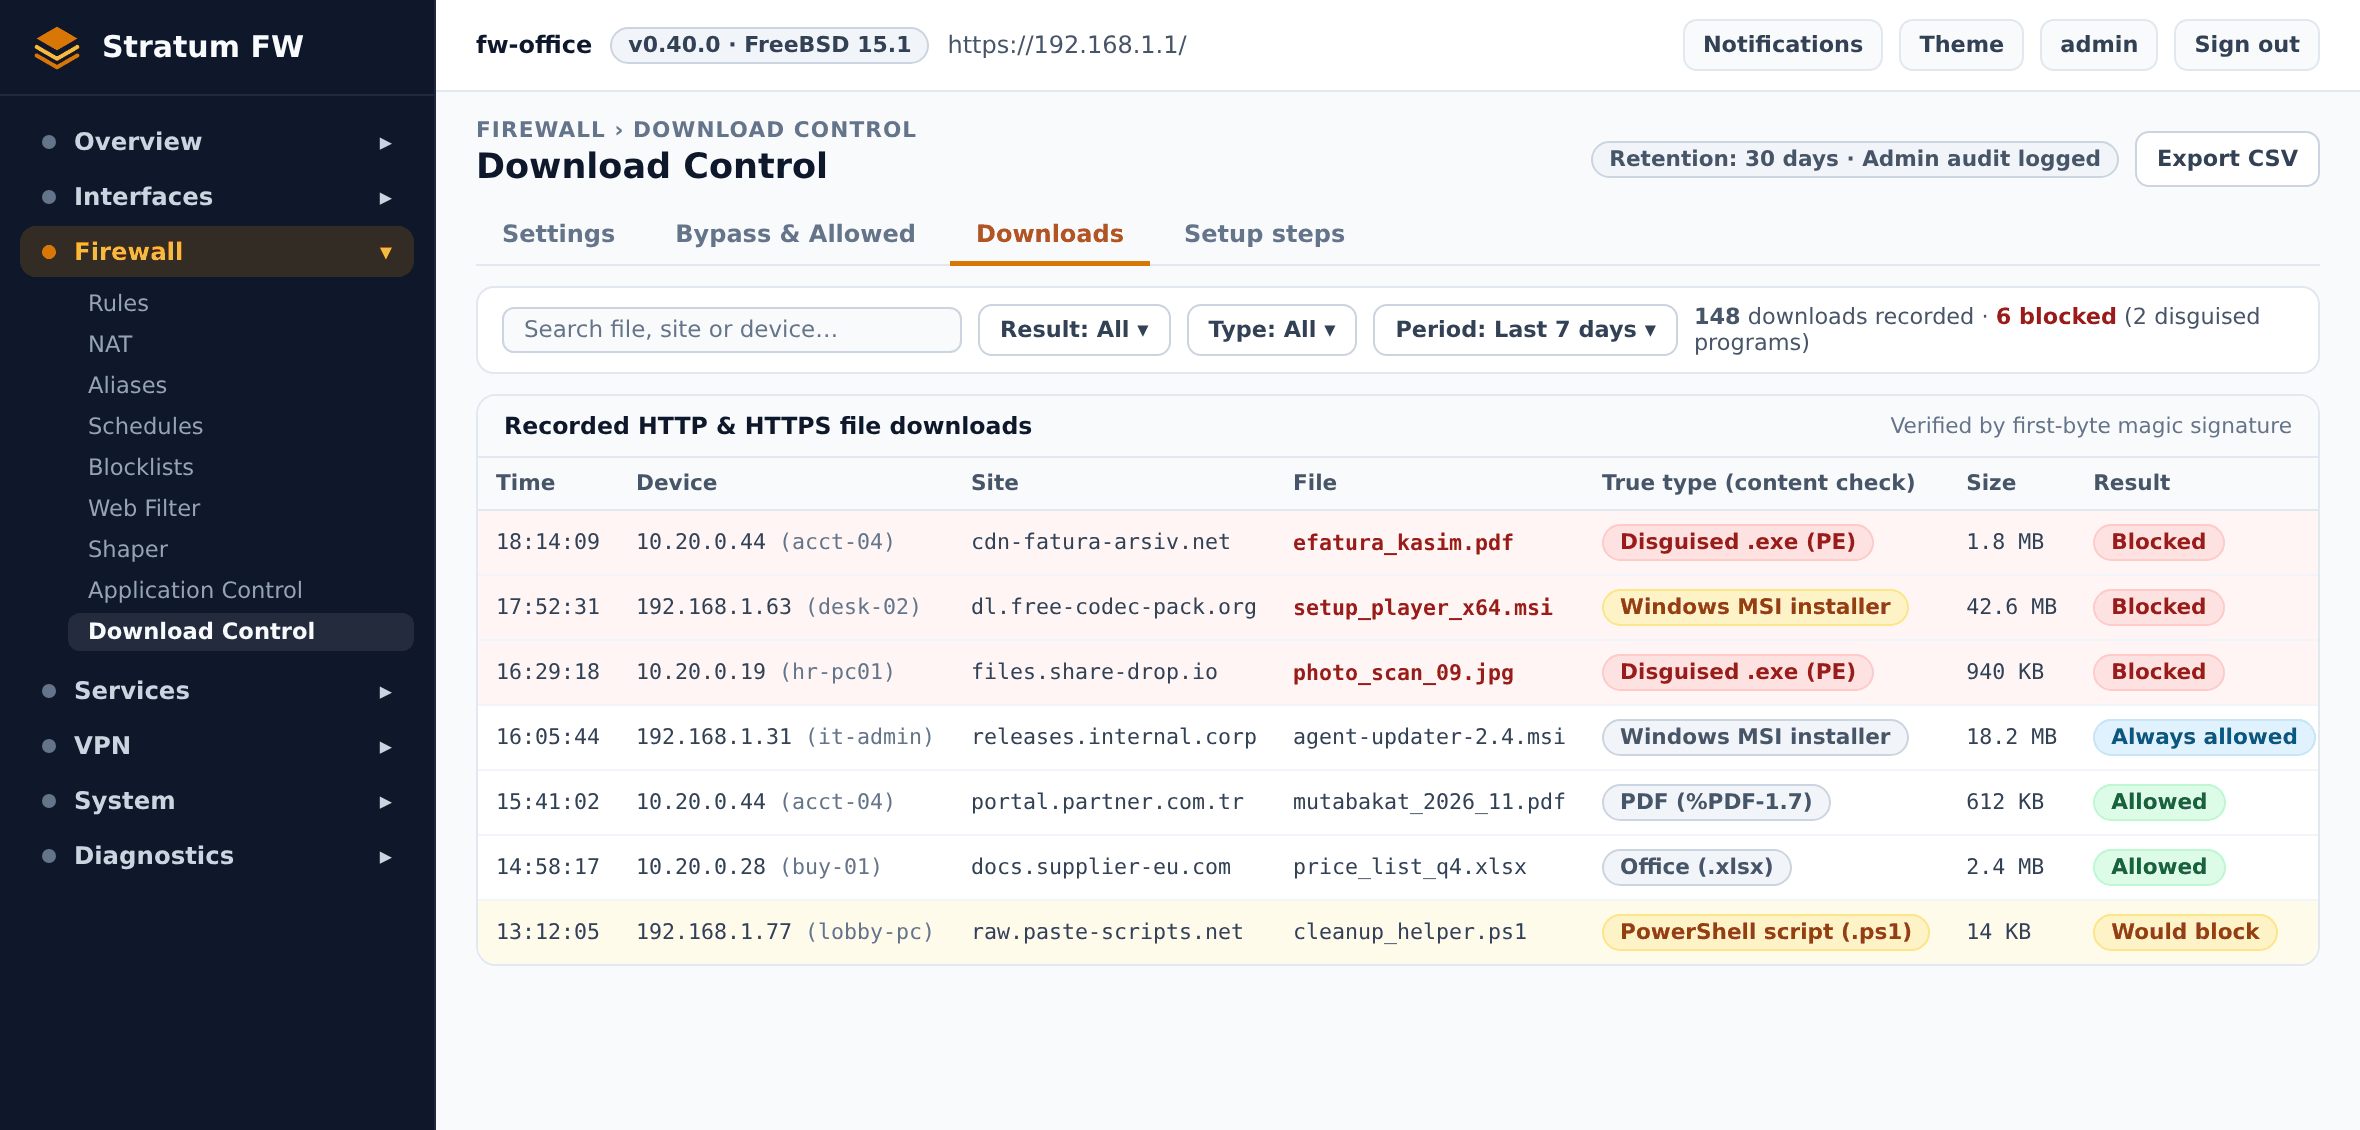 Stratum FW
Overview ▸
Interfaces ▸
Firewall ▾
Rules
NAT
Aliases
Schedules
Blocklists
Web Filter
Shaper
Application Control
Download Control
Services ▸
VPN ▸
System ▸
Diagnostics ▸
fw-office v0.40.0 · FreeBSD 15.1 https://192.168.1.1/ Notifications Theme admin Sign out
FIREWALL › DOWNLOAD CONTROL
Download Control
Retention: 30 days · Admin audit logged Export CSV
Settings Bypass & Allowed Downloads Setup steps
Search file, site or device… Result: All ▾ Type: All ▾ Period: Last 7 days ▾
148 downloads recorded · 6 blocked (2 disguised
programs)
Recorded HTTP & HTTPS file downloads Verified by first-byte magic signature
Time Device Site File True type (content check) Size Result
18:14:09 10.20.0.44 (acct-04) cdn-fatura-arsiv.net efatura_kasim.pdf Disguised .exe (PE) 1.8 MB Blocked
17:52:31 192.168.1.63 (desk-02) dl.free-codec-pack.org setup_player_x64.msi Windows MSI installer 42.6 MB Blocked
16:29:18 10.20.0.19 (hr-pc01) files.share-drop.io photo_scan_09.jpg Disguised .exe (PE) 940 KB Blocked
16:05:44 192.168.1.31 (it-admin) releases.internal.corp agent-updater-2.4.msi Windows MSI installer 18.2 MB Always allowed
15:41:02 10.20.0.44 (acct-04) portal.partner.com.tr mutabakat_2026_11.pdf PDF (%PDF-1.7) 612 KB Allowed
14:58:17 10.20.0.28 (buy-01) docs.supplier-eu.com price_list_q4.xlsx Office (.xlsx) 2.4 MB Allowed
13:12:05 192.168.1.77 (lobby-pc) raw.paste-scripts.net cleanup_helper.ps1 PowerShell script (.ps1) 14 KB Would block